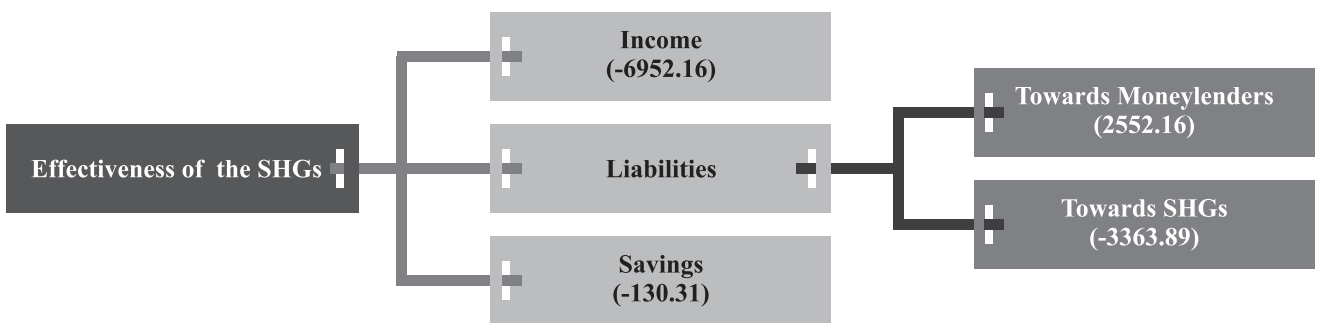 Effectiveness of the SHGs
Income
(-6952.16)
Liabilities
Savings
(-130.31)
Towards Moneylenders
(2552.16)
Towards SHGs
(-3363.89)